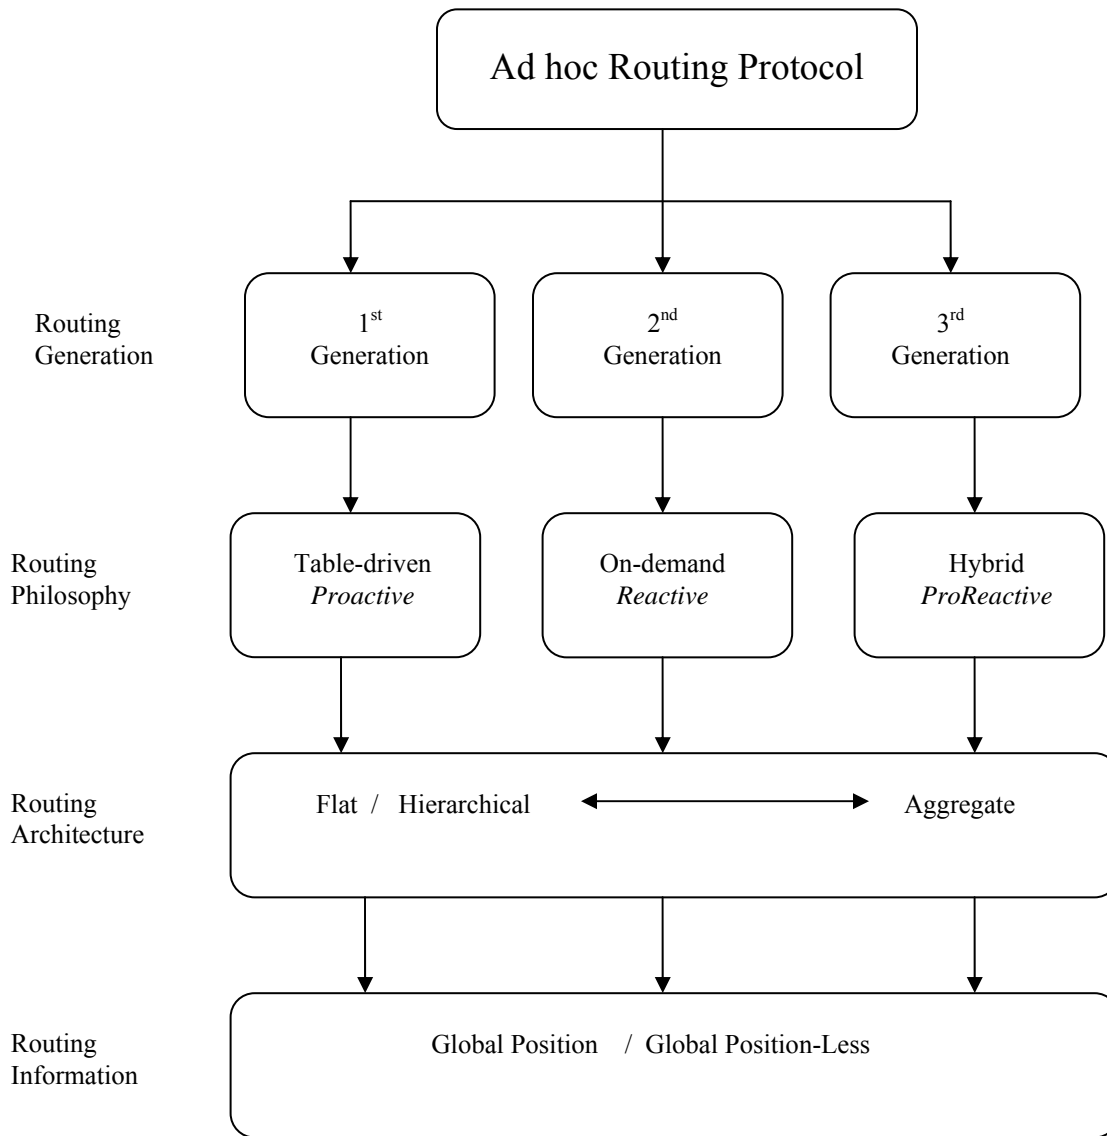 Ad hoc Routing Protocol
Routing
Generation
1st
Generation
2nd
Generation
3rd
Generation
Routing
Philosophy
Table-driven
Proactive
On-demand
Reactive
Hybrid
ProReactive
Routing
Architecture
Flat / Hierarchical
Aggregate
Routing
Information
Global Position / Global Position-Less